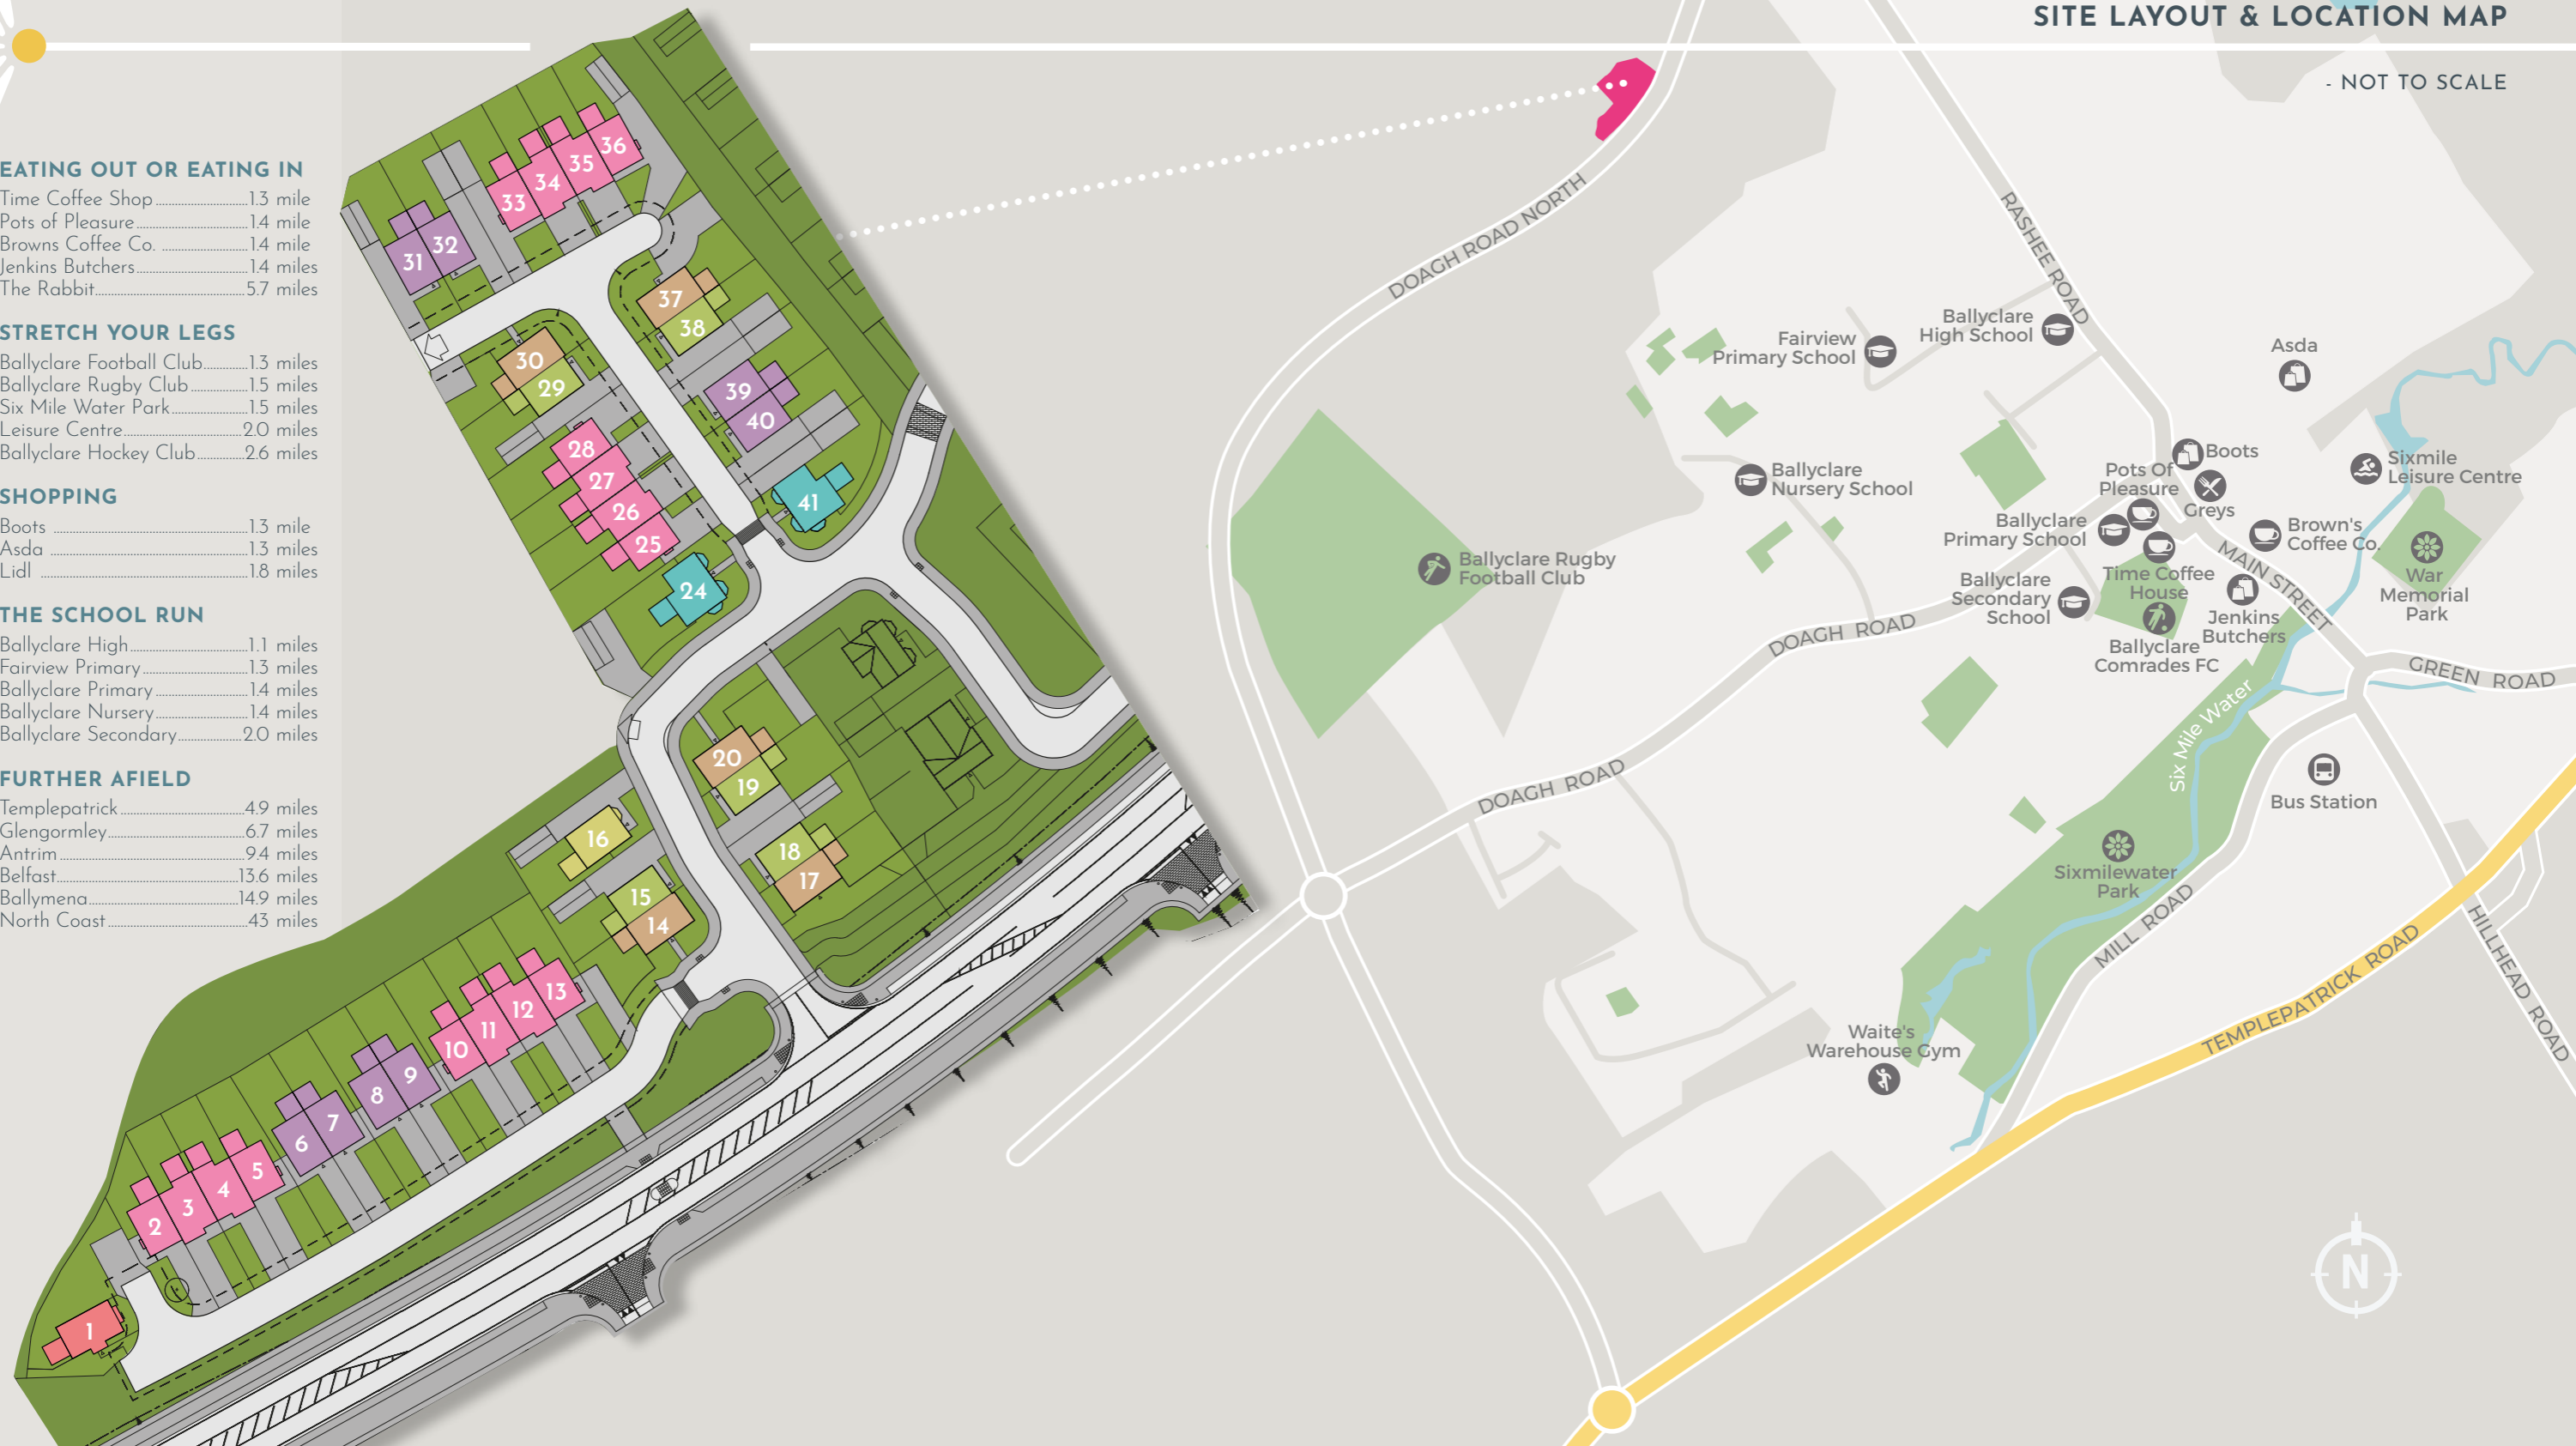 SITE LAYOUT & LOCATION MAP
- NOT TO SCALE
EATING OUT OR EATING IN
Time Coffee Shop 1.3 mile
Pots of Pleasure 1.4 mile
Browns Coffee Co. 1.4 mile
Jenkins Butchers 1.4 miles
The Rabbit 5.7 miles
STRETCH YOUR LEGS
Ballyclare Football Club 1.3 miles
Ballyclare Rugby Club 1.5 miles
Six Mile Water Park 1.5 miles
Leisure Centre 2.0 miles
Ballyclare Hockey Club 2.6 miles
SHOPPING
Boots 1.3 mile
Asda 1.3 miles
Lidl 1.8 miles
THE SCHOOL RUN
Ballyclare High 1.1 miles
Fairview Primary 1.3 miles
Ballyclare Primary 1.4 miles
Ballyclare Nursery 1.4 miles
Ballyclare Secondary 2.0 miles
FURTHER AFIELD
Templepatrick 4.9 miles
Glengormley 6.7 miles
Antrim 9.4 miles
Belfast 13.6 miles
Ballymena 14.9 miles
North Coast 43 miles
36
35
34
33
32
31
37
38
30
29
39
40
28
27
26
25
41
24
20
19
18
17
16
15
14
13
12
11
10
9
8
7
6
5
4
3
2
1
DOAGH ROAD NORTH
RASHEE ROAD
Ballyclare
High School
Fairview
Primary School
Asda
Boots
Pots Of
Pleasure
Greys
Sixmile
Leisure Centre
Ballyclare
Nursery School
Ballyclare
Primary School
Brown's
Coffee Co.
MAIN STREET
Ballyclare Rugby
Football Club
Time Coffee
House
War
Memorial
Park
Ballyclare
Secondary
School
Jenkins
Butchers
Ballyclare
Comrades FC
DOAGH ROAD
GREEN ROAD
Six Mile Water
DOAGH ROAD
Bus Station
Sixmilewater
Park
MILL ROAD
HILLHEAD ROAD
TEMPLEPATRICK ROAD
Waite's
Warehouse Gym
N